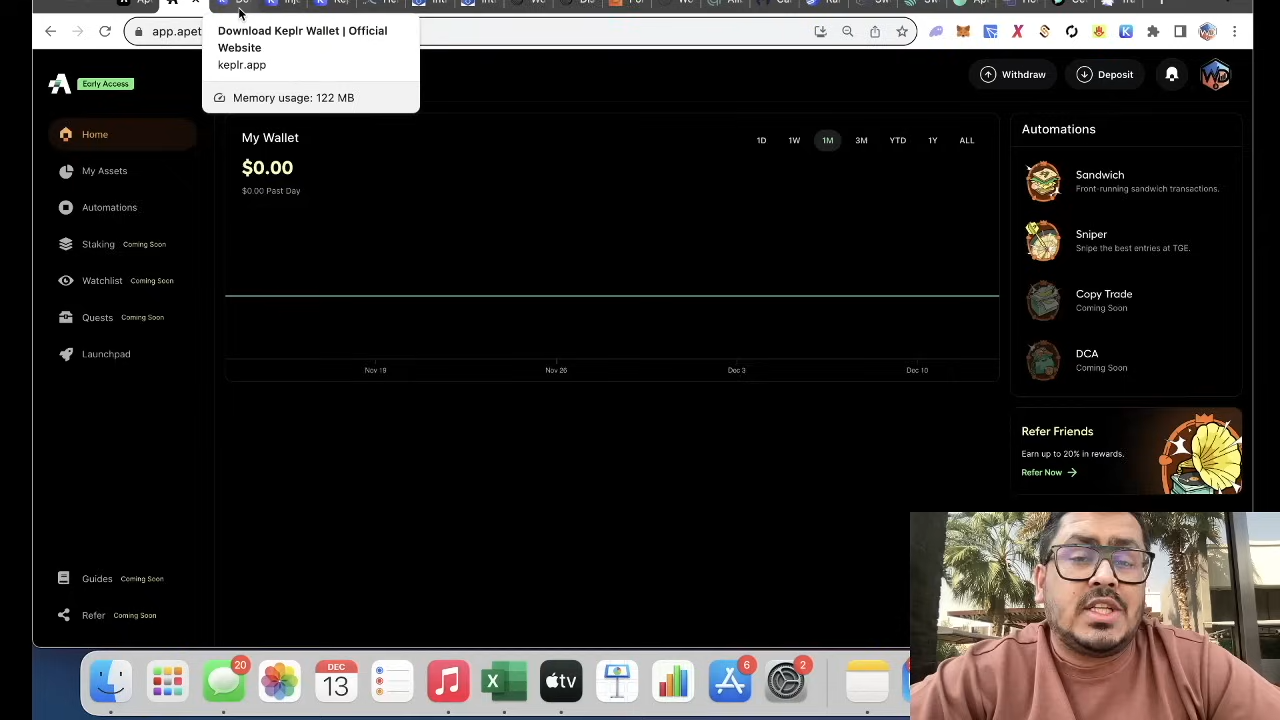 Download Keplr Wallet | Official
Website
keplr.app
Memory usage: 122 MB
app.apet
Early Access
Withdraw
Deposit
Home
My Assets
Automations
Staking Coming Soon
Watchlist Coming Soon
Quests Coming Soon
Launchpad
Guides Coming Soon
Refer Coming Soon
My Wallet
$0.00
$0.00 Past Day
1D 1W 1M 3M YTD 1Y ALL
Nov 19 Nov 26 Dec 3 Dec 10
Automations
Sandwich
Front-running sandwich transactions.
Sniper
Snipe the best entries at TGE.
Copy Trade
Coming Soon
DCA
Coming Soon
Refer Friends
Earn up to 20% in rewards.
Refer Now
20
DEC
13
tv
6
2